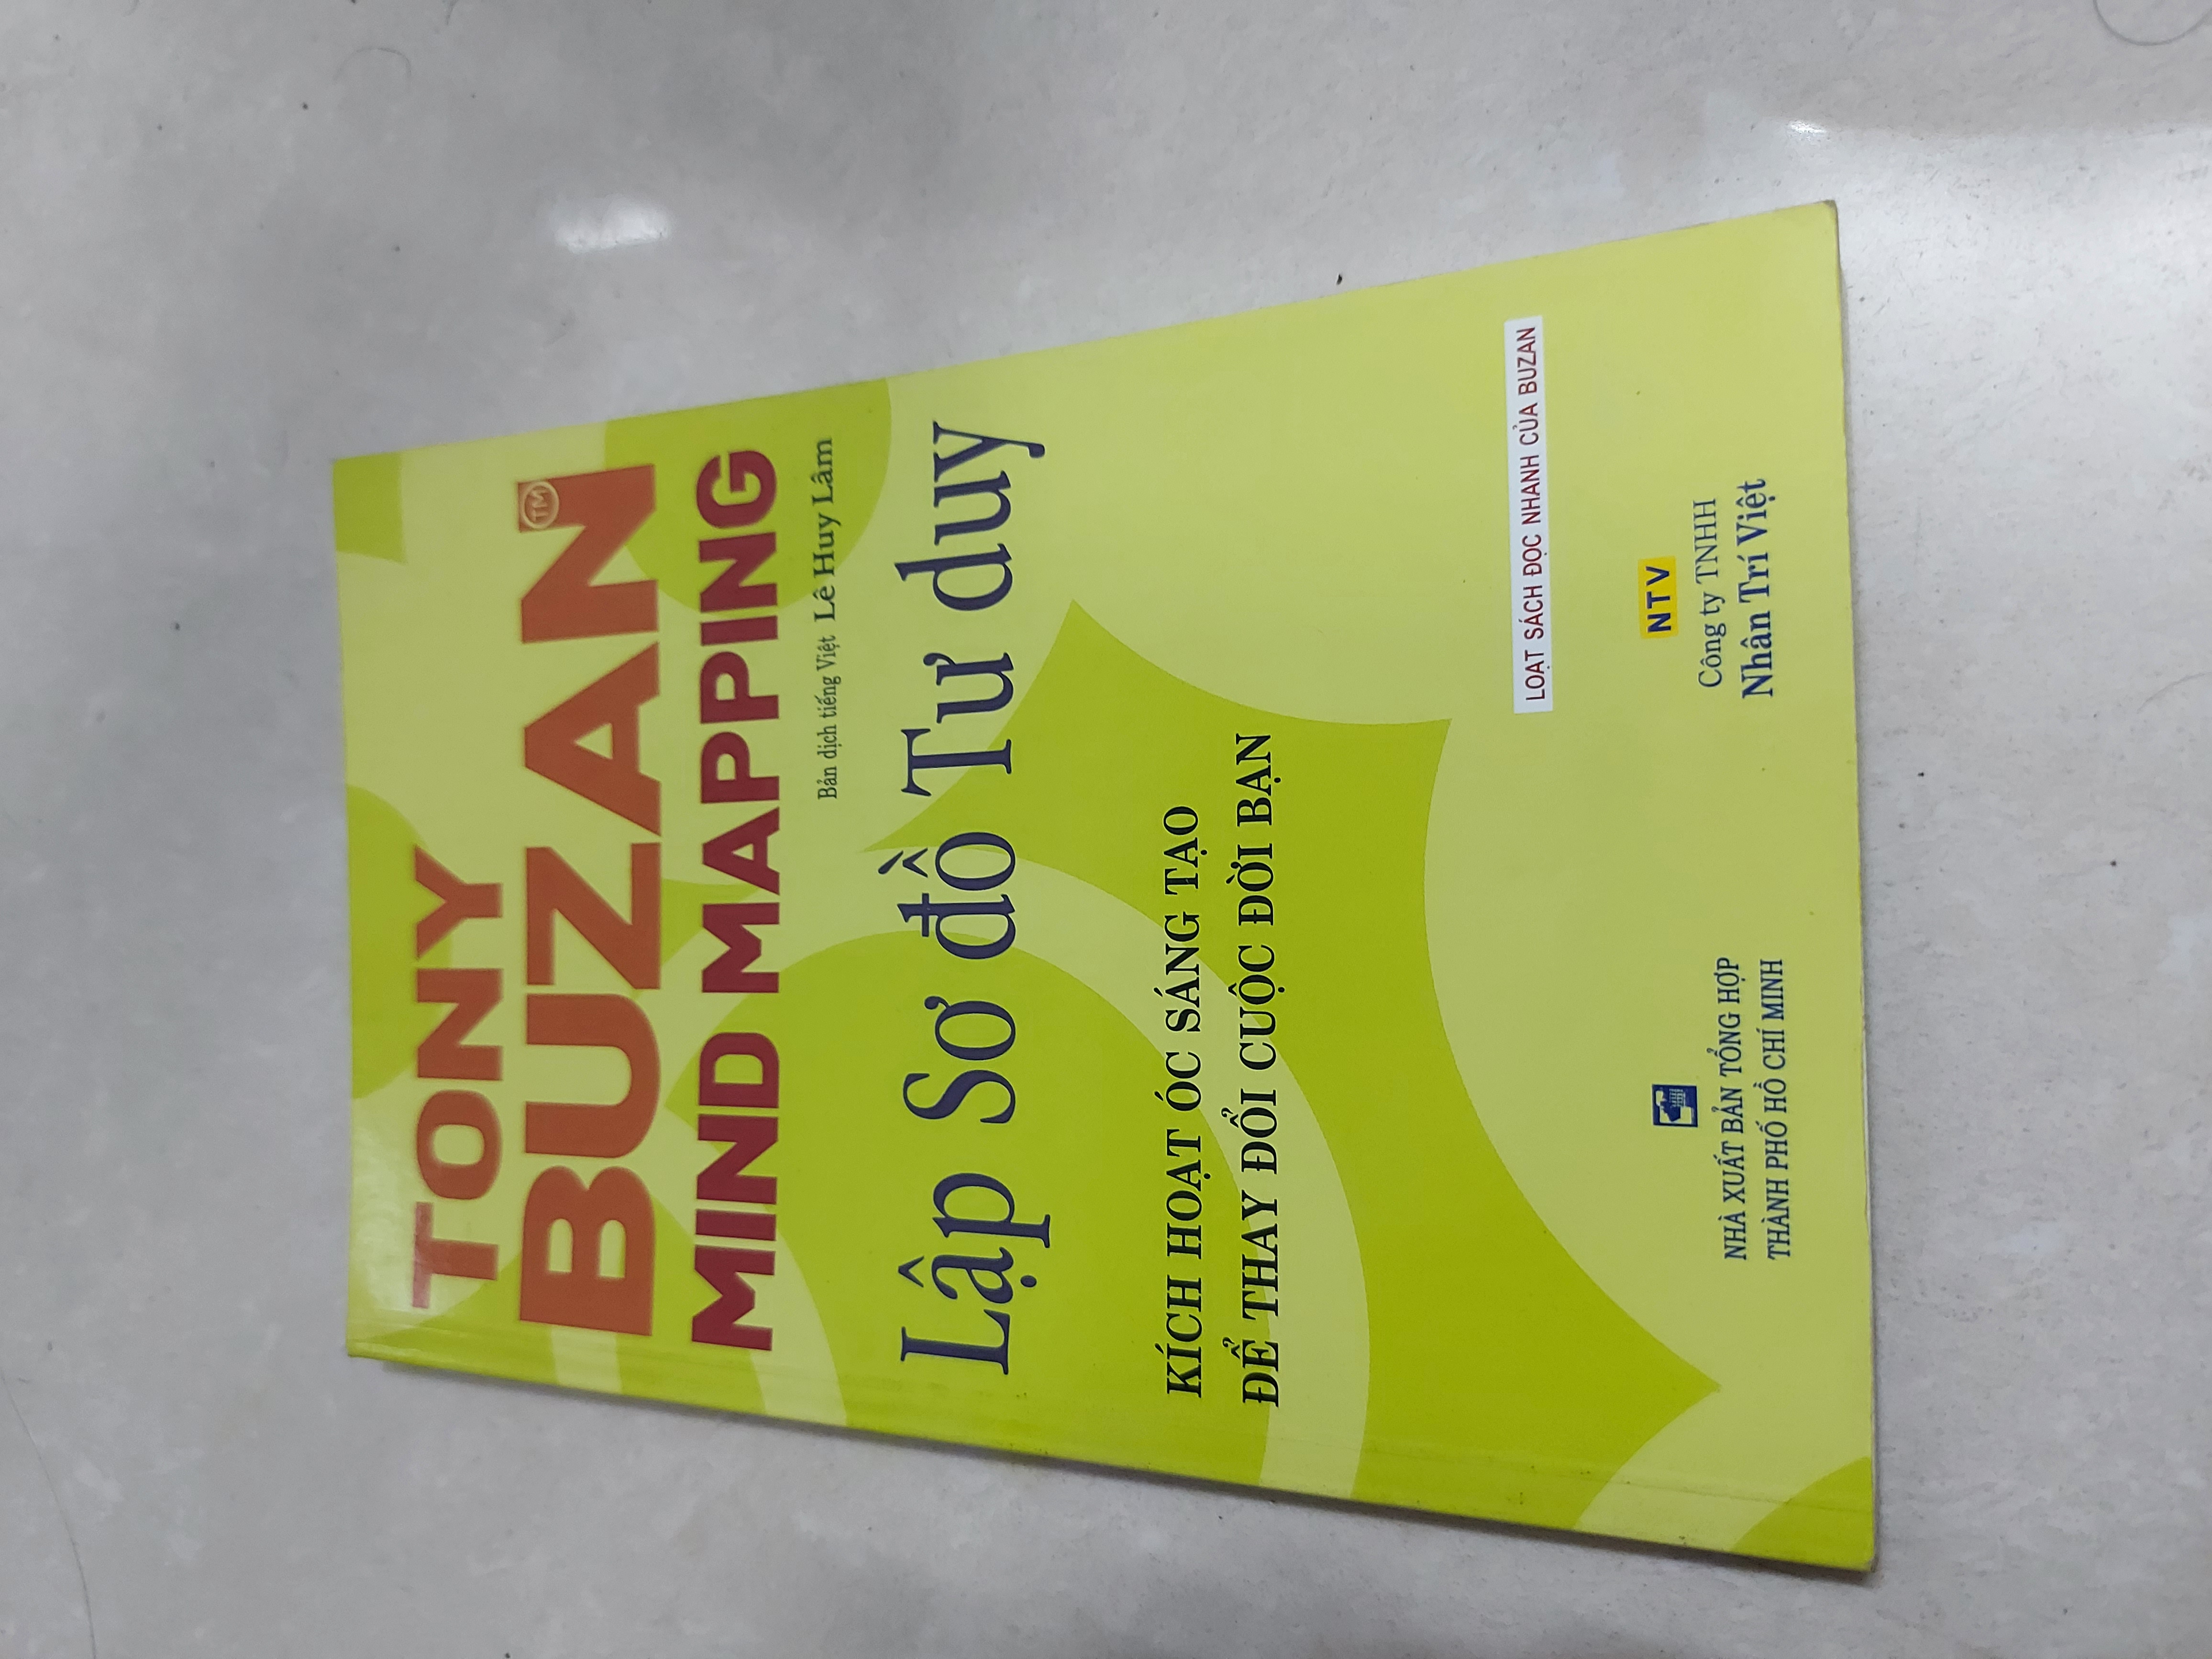 TONY
BUZAN™
MIND MAPPING
Bản dịch tiếng Việt Lê Huy Lâm
Lập Sơ đồ Tư duy
KÍCH HOẠT ÓC SÁNG TẠO
ĐỂ THAY ĐỔI CUỘC ĐỜI BẠN
LOẠT SÁCH ĐỌC NHANH CỦA BUZAN
NHÀ XUẤT BẢN TỔNG HỢP
THÀNH PHỐ HỒ CHÍ MINH
NTV
Công ty TNHH
Nhân Trí Việt